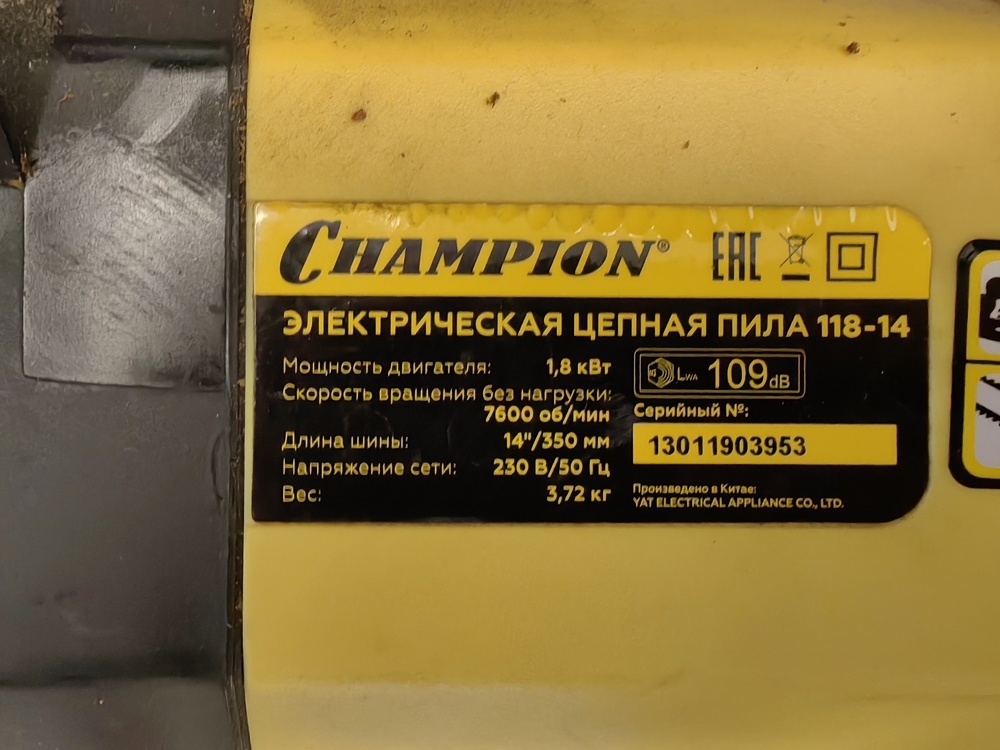 CHAMPION®
EAC
ЭЛЕКТРИЧЕСКАЯ ЦЕПНАЯ ПИЛА 118-14
Мощность двигателя: 1,8 кВт
Скорость вращения без нагрузки:
7600 об/мин
Длина шины: 14"/350 мм
Напряжение сети: 230 В/50 Гц
Вес: 3,72 кг
LWA 109dB
Серийный №:
13011903953
Произведено в Китае:
YAT ELECTRICAL APPLIANCE CO., LTD.